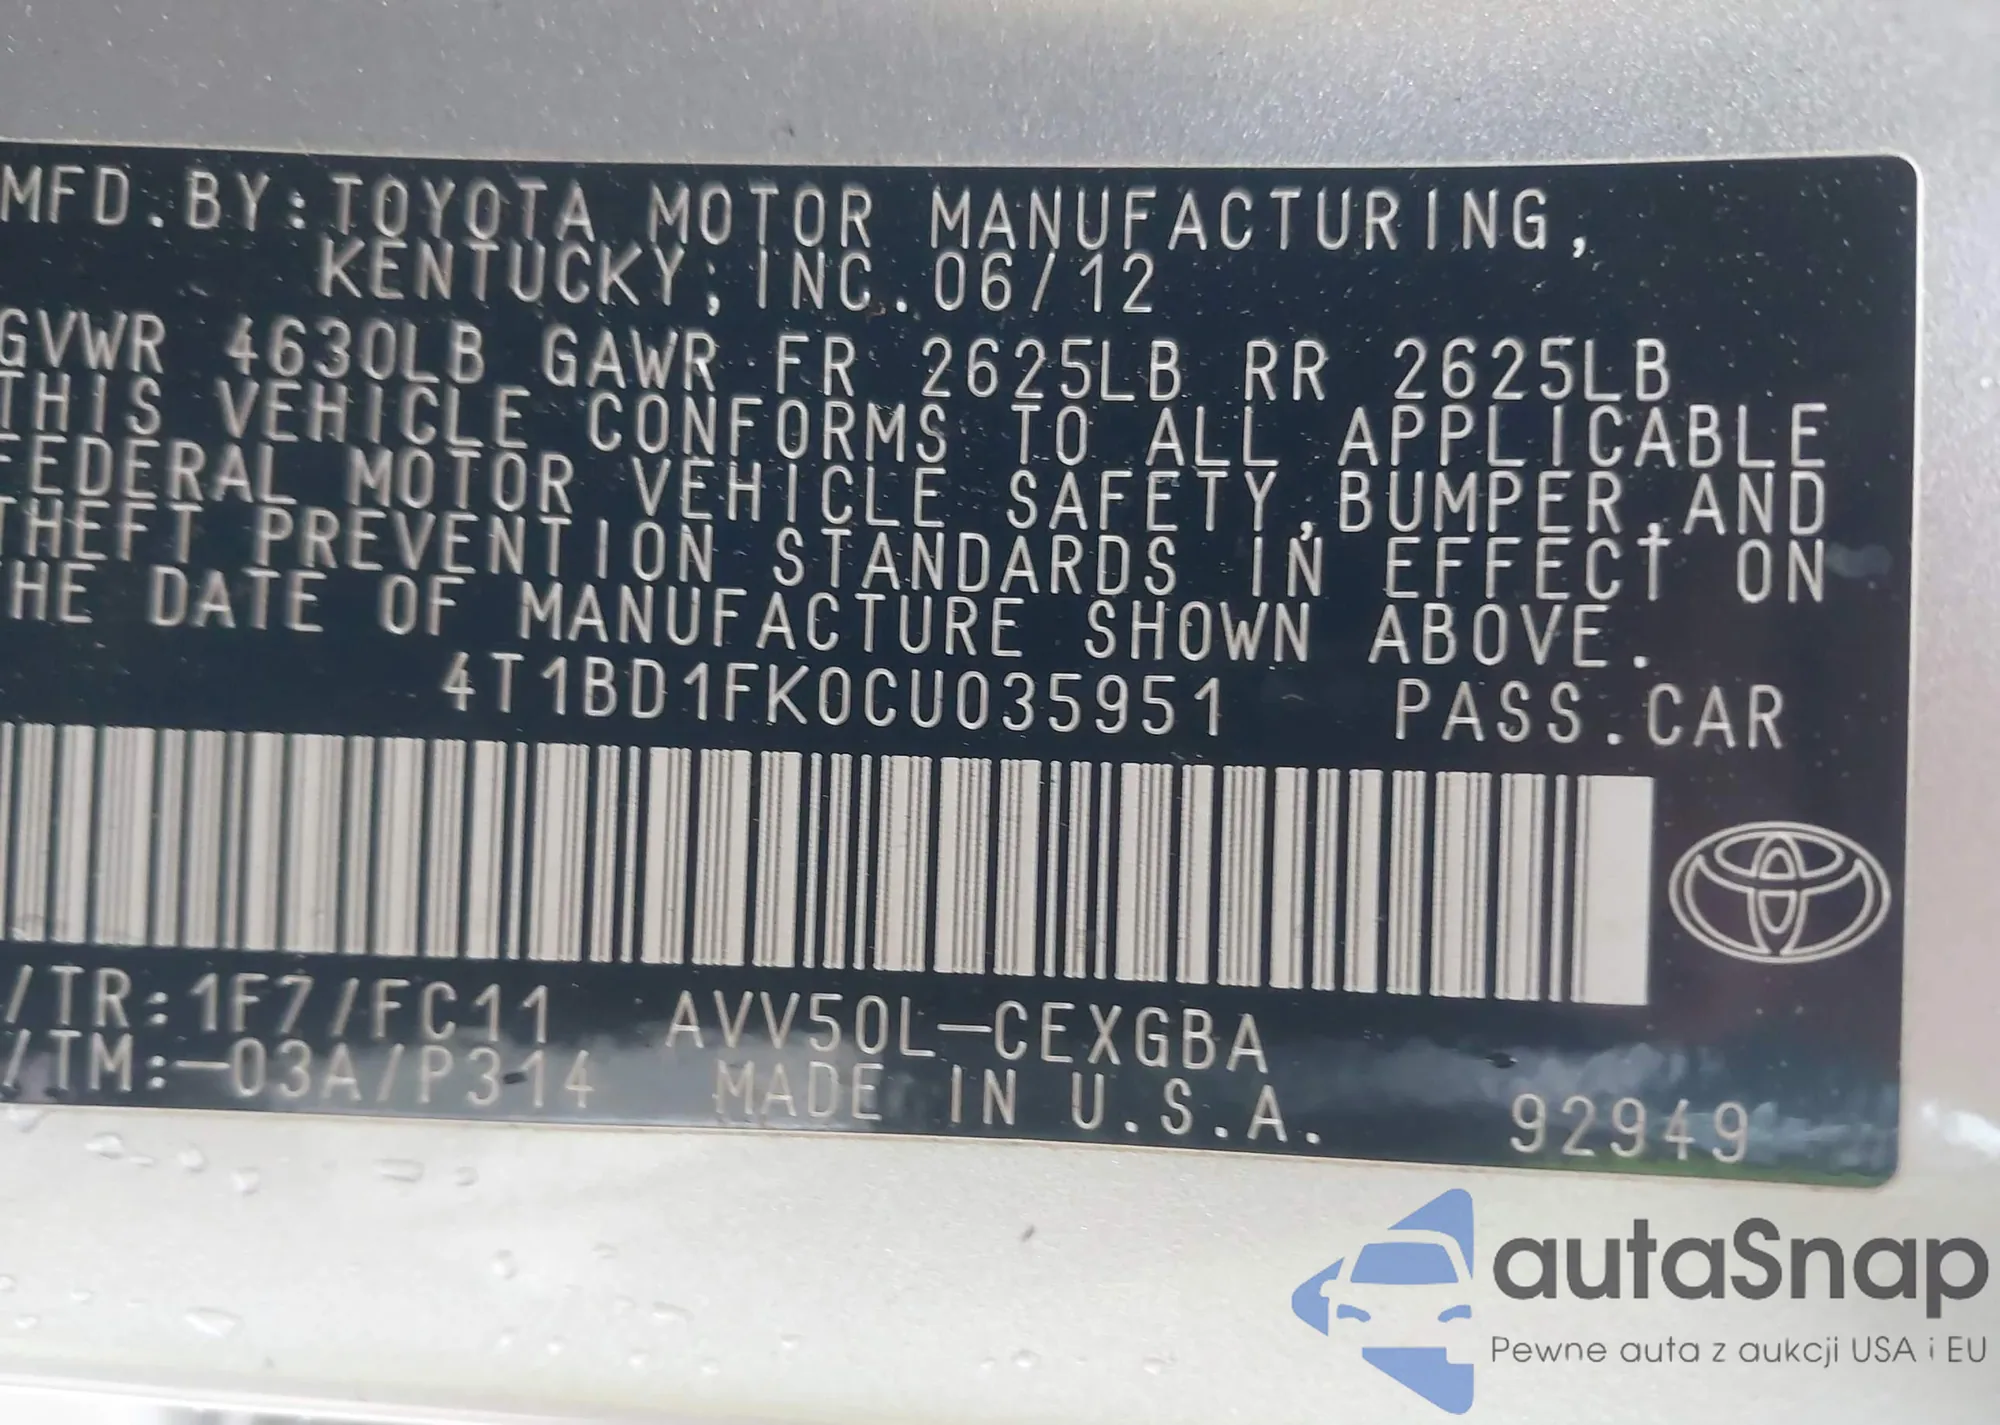 MFD.BY:TOYOTA MOTOR MANUFACTURING,
KENTUCKY, INC. 06/12
GVWR 4630LB GAWR FR 2625LB RR 2625LB
THIS VEHICLE CONFORMS TO ALL APPLICABLE
FEDERAL MOTOR VEHICLE SAFETY, BUMPER, AND
THEFT PREVENTION STANDARDS IN EFFECT ON
THE DATE OF MANUFACTURE SHOWN ABOVE.
4T1BD1FK0CU035951 PASS.CAR
/TR:1F7/FC11 AVV50L-CEXGBA
/TM:-03A/P314 MADE IN U.S.A. 92949
autaSnap
Pewne auta z aukcji USA i EU